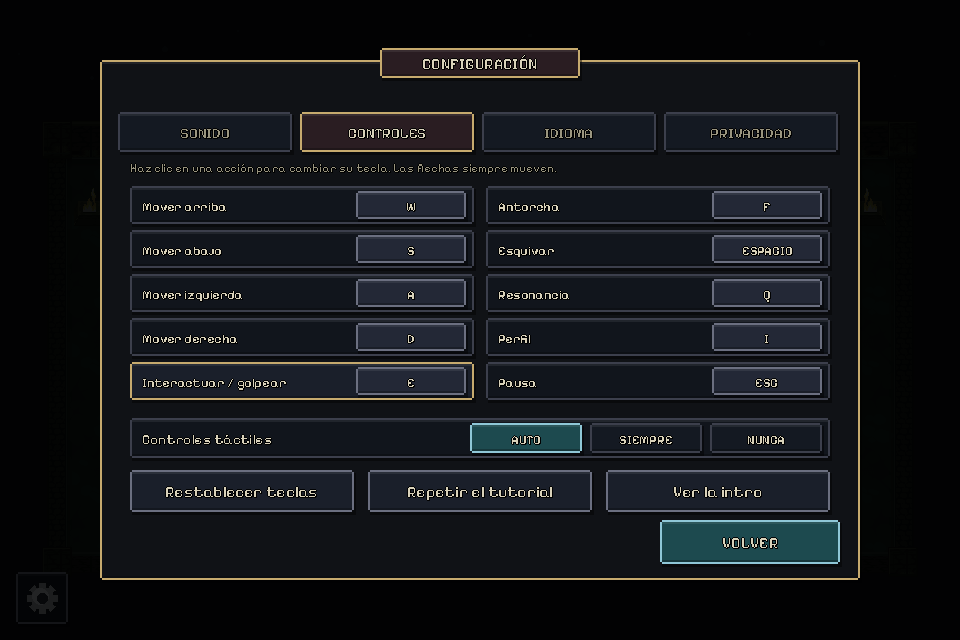 CONFIGURACIÓN
SONIDO CONTROLES IDIOMA PRIVACIDAD
Haz clic en una acción para cambiar su tecla. Las flechas siempre mueven.
Mover arriba W Antorcha F
Mover abajo S Esquivar ESPACIO
Mover izquierda A Resonancia Q
Mover derecha D Perfil I
Interactuar / golpear E Pausa ESC
Controles táctiles AUTO SIEMPRE NUNCA
Restablecer teclas Repetir el tutorial Ver la intro
VOLVER